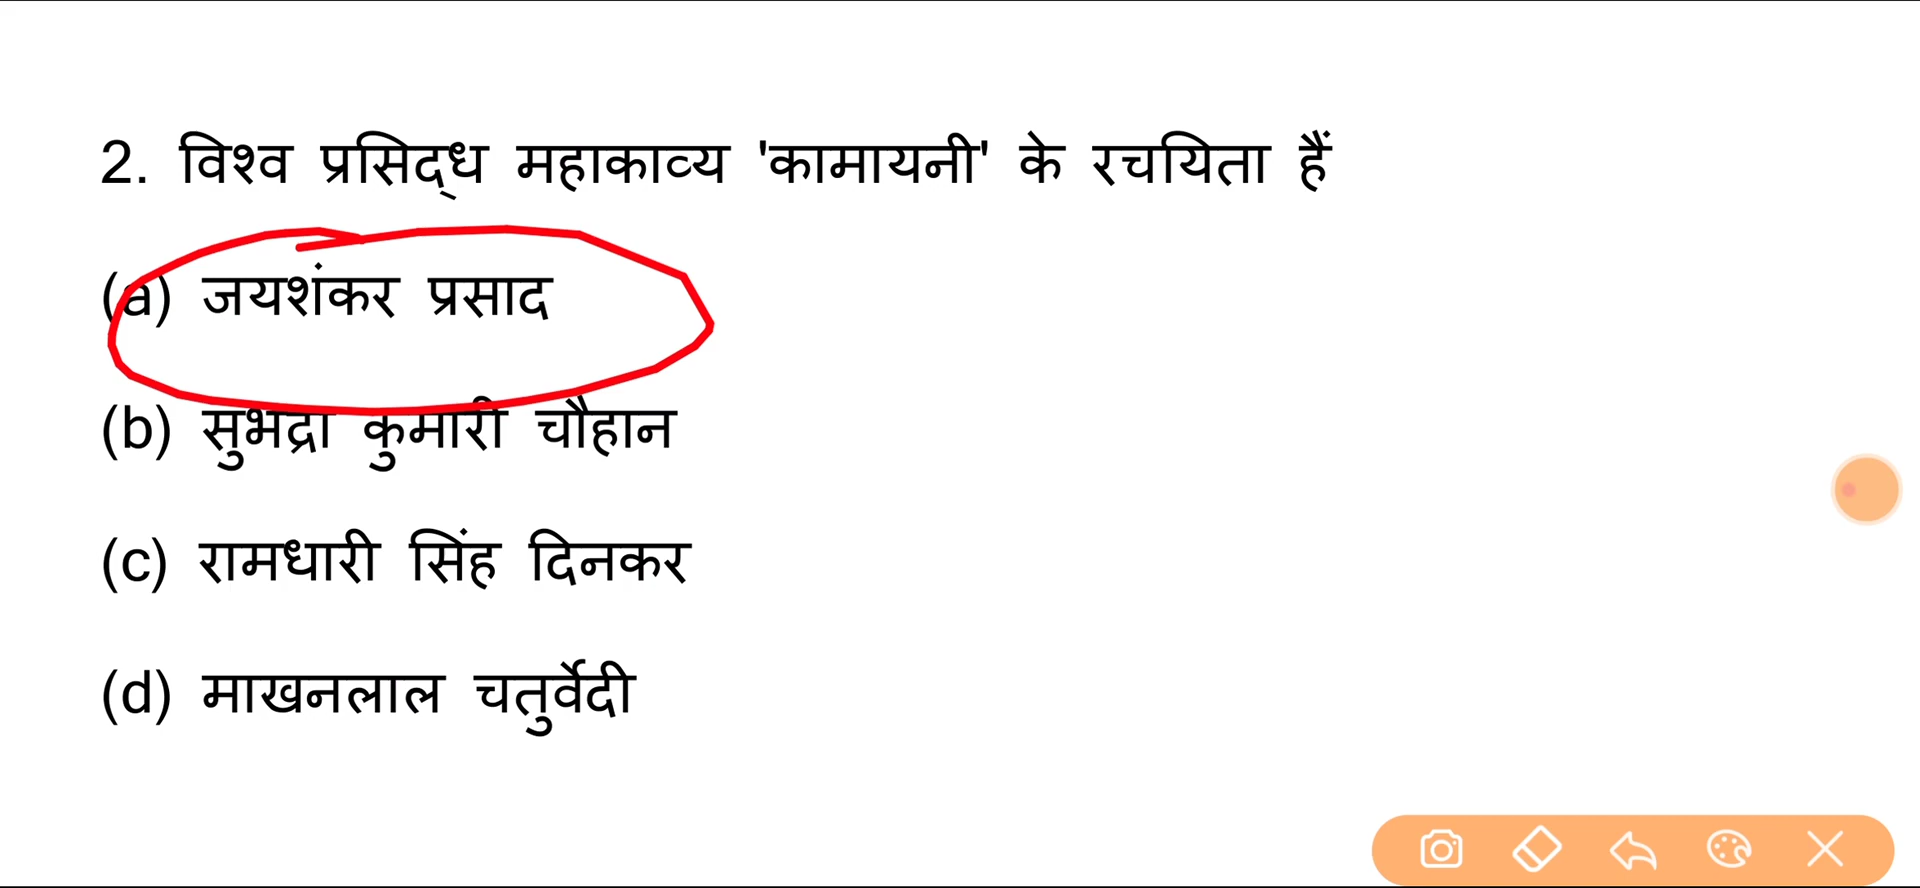 2. विश्व प्रसिद्ध महाकाव्य 'कामायनी' के रचयिता हैं
(a) जयशंकर प्रसाद
(b) सुभद्रा कुमारी चौहान
(c) रामधारी सिंह दिनकर
(d) माखनलाल चतुर्वेदी